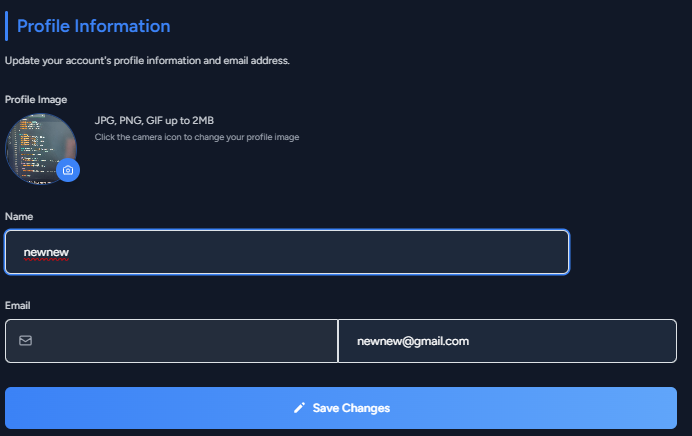 Profile Information
Update your account's profile information and email address.
Profile Image
JPG, PNG, GIF up to 2MB
Click the camera icon to change your profile image
Name
newnew
Email
newnew@gmail.com
Save Changes